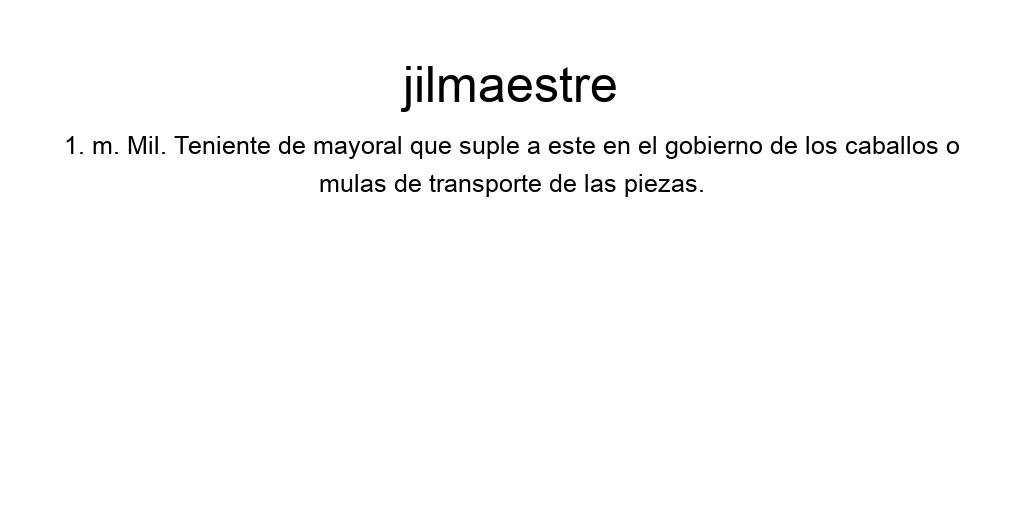 jilmaestre
1. m. Mil. Teniente de mayoral que suple a este en el gobierno de los caballos o
mulas de transporte de las piezas.